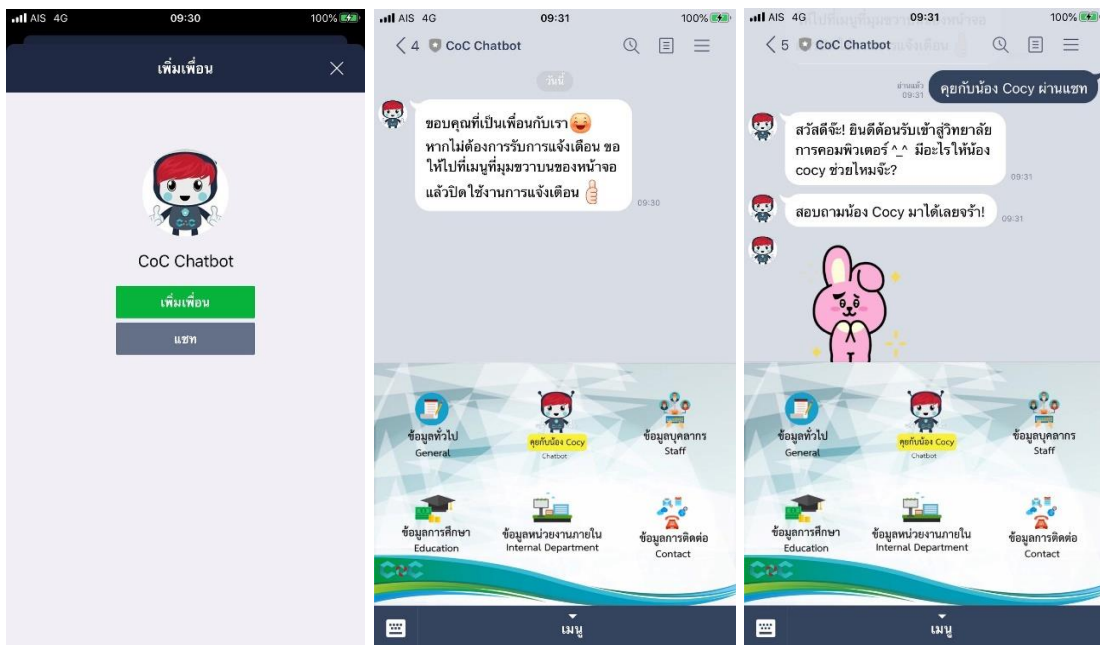 AIS 4G 09:30 100%
เพิ่มเพื่อน
CoC
CoC Chatbot
เพิ่มเพื่อน
แชท
AIS 4G 09:31 100%
4 CoC Chatbot
วันนี้
ขอบคุณที่เป็นเพื่อนกับเรา
หากไม่ต้องการรับการแจ้งเตือน ขอ
ให้ไปที่เมนูที่มุมขวาบนของหน้าจอ
แล้วปิดใช้งานการแจ้งเตือน
09:30
ข้อมูลทั่วไป
General
คุยกับน้อง Cocy
Chatbot
ข้อมูลบุคลากร
Staff
ข้อมูลการศึกษา
Education
ข้อมูลหน่วยงานภายใน
Internal Department
ข้อมูลการติดต่อ
Contact
CoC
เมนู
AIS 4G 09:31 100%
5 CoC Chatbot
อ่านแล้ว
09:31
คุยกับน้อง Cocy ผ่านแชท
สวัสดีจ๊ะ! ยินดีต้อนรับเข้าสู่วิทยาลัย
การคอมพิวเตอร์ ^_^ มีอะไรให้น้อง
cocy ช่วยไหมจ๊ะ?
09:31
สอบถามน้อง Cocy มาได้เลยจร้า!
09:31
ข้อมูลทั่วไป
General
คุยกับน้อง Cocy
Chatbot
ข้อมูลบุคลากร
Staff
ข้อมูลการศึกษา
Education
ข้อมูลหน่วยงานภายใน
Internal Department
ข้อมูลการติดต่อ
Contact
CoC
เมนู